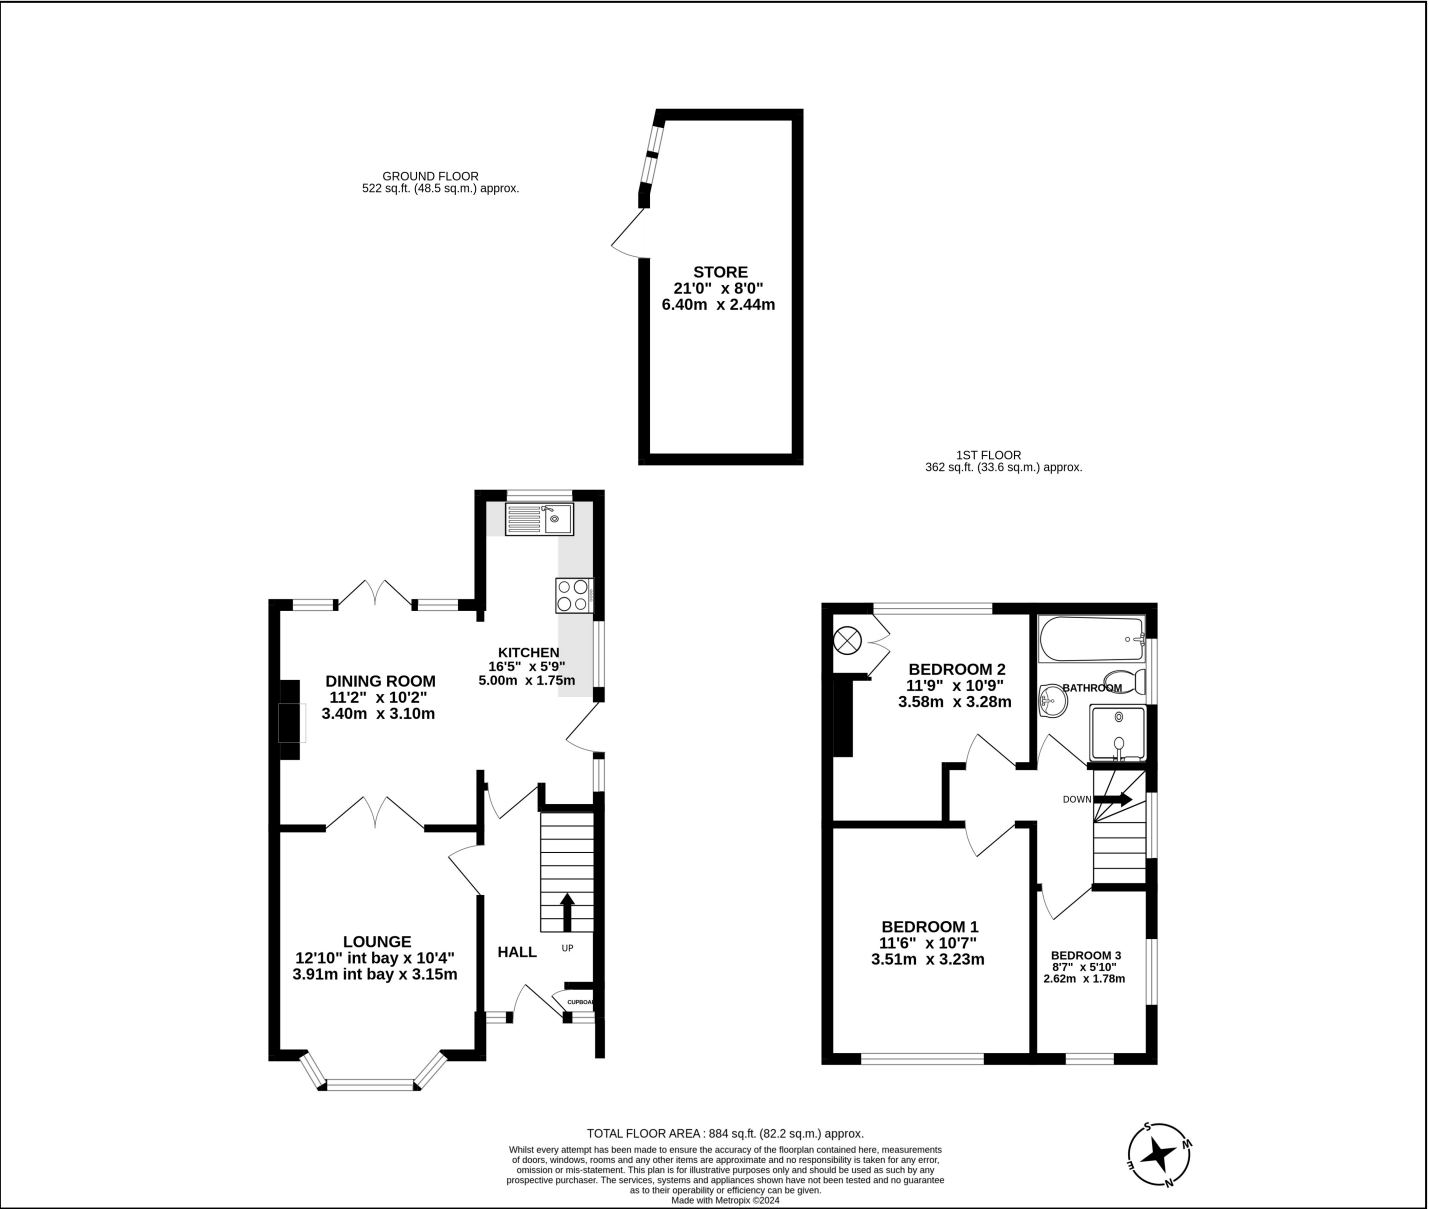 GROUND FLOOR
522 sq.ft. (48.5 sq.m.) approx.
STORE
21'0" x 8'0"
6.40m x 2.44m
1ST FLOOR
362 sq.ft. (33.6 sq.m.) approx.
KITCHEN
16'5" x 5'9"
5.00m x 1.75m
DINING ROOM
11'2" x 10'2"
3.40m x 3.10m
BEDROOM 2
11'9" x 10'9"
3.58m x 3.28m
BATHROOM
DOWN
LOUNGE
12'10" int bay x 10'4"
3.91m int bay x 3.15m
HALL
UP
CUPBOA
BEDROOM 1
11'6" x 10'7"
3.51m x 3.23m
BEDROOM 3
8'7" x 5'10"
2.62m x 1.78m
TOTAL FLOOR AREA : 884 sq.ft. (82.2 sq.m.) approx.
Whilst every attempt has been made to ensure the accuracy of the floorplan contained here, measurements
of doors, windows, rooms and any other items are approximate and no responsibility is taken for any error,
omission or mis-statement. This plan is for illustrative purposes only and should be used as such by any
prospective purchaser. The services, systems and appliances shown have not been tested and no guarantee
as to their operability or efficiency can be given.
Made with Metropix ©2024
S
W
E
N